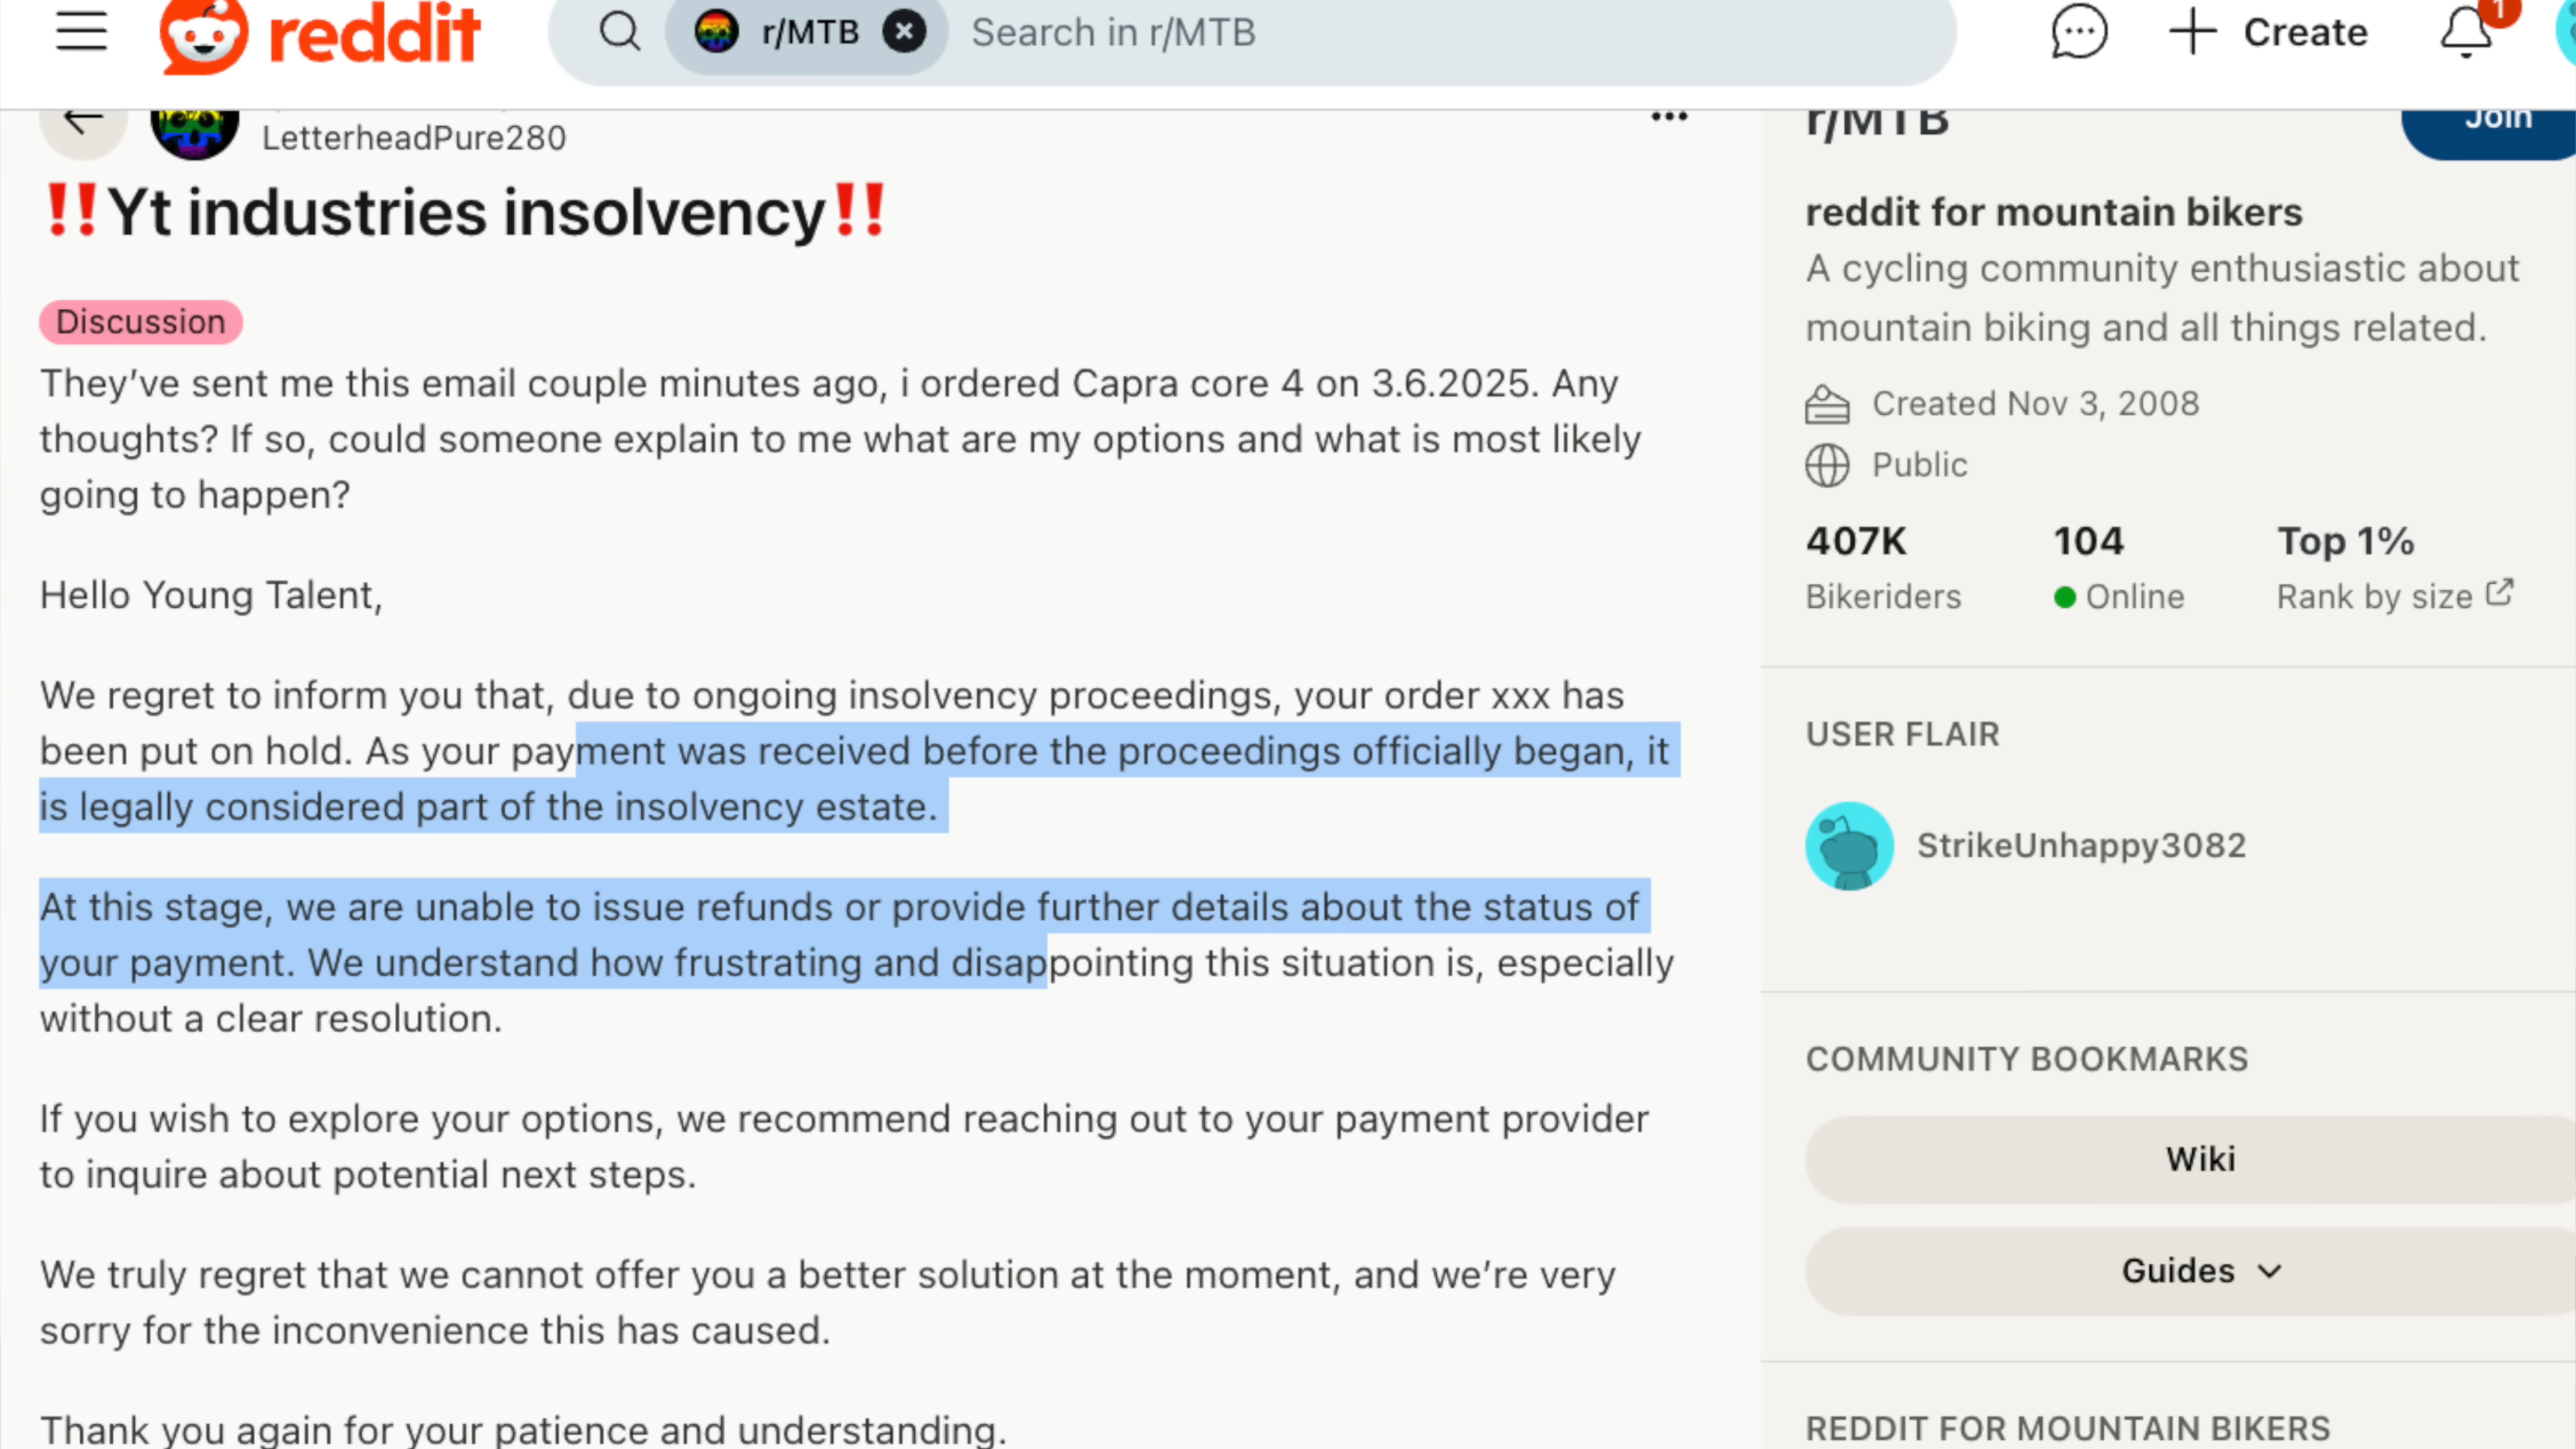 reddit
r/MTB
Search in r/MTB
Create
1
LetterheadPure280
‼️Yt industries insolvency‼️
Discussion
They’ve sent me this email couple minutes ago, i ordered Capra core 4 on 3.6.2025. Any
thoughts? If so, could someone explain to me what are my options and what is most likely
going to happen?
Hello Young Talent,
We regret to inform you that, due to ongoing insolvency proceedings, your order xxx has
been put on hold. As your payment was received before the proceedings officially began, it
is legally considered part of the insolvency estate.
At this stage, we are unable to issue refunds or provide further details about the status of
your payment. We understand how frustrating and disappointing this situation is, especially
without a clear resolution.
If you wish to explore your options, we recommend reaching out to your payment provider
to inquire about potential next steps.
We truly regret that we cannot offer you a better solution at the moment, and we’re very
sorry for the inconvenience this has caused.
Thank you again for your patience and understanding.
r/MTB
Join
reddit for mountain bikers
A cycling community enthusiastic about
mountain biking and all things related.
Created Nov 3, 2008
Public
407K 104 Top 1%
Bikeriders Online Rank by size
USER FLAIR
StrikeUnhappy3082
COMMUNITY BOOKMARKS
Wiki
Guides
REDDIT FOR MOUNTAIN BIKERS